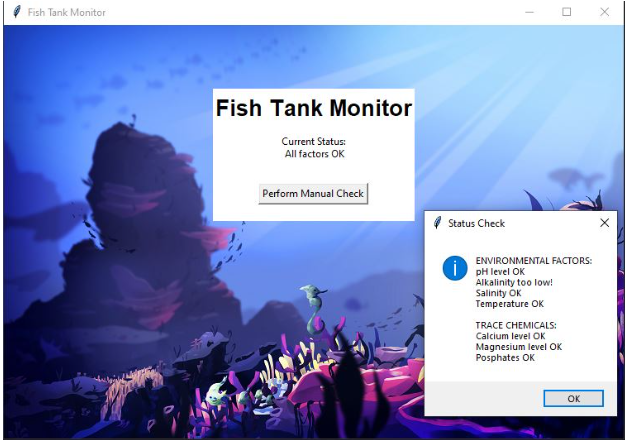 Fish Tank Monitor
Fish Tank Monitor
Current Status:
All factors OK
Perform Manual Check
Status Check
ENVIRONMENTAL FACTORS:
pH level OK
Alkalinity too low!
Salinity OK
Temperature OK
TRACE CHEMICALS:
Calcium level OK
Magnesium level OK
Posphates OK
OK